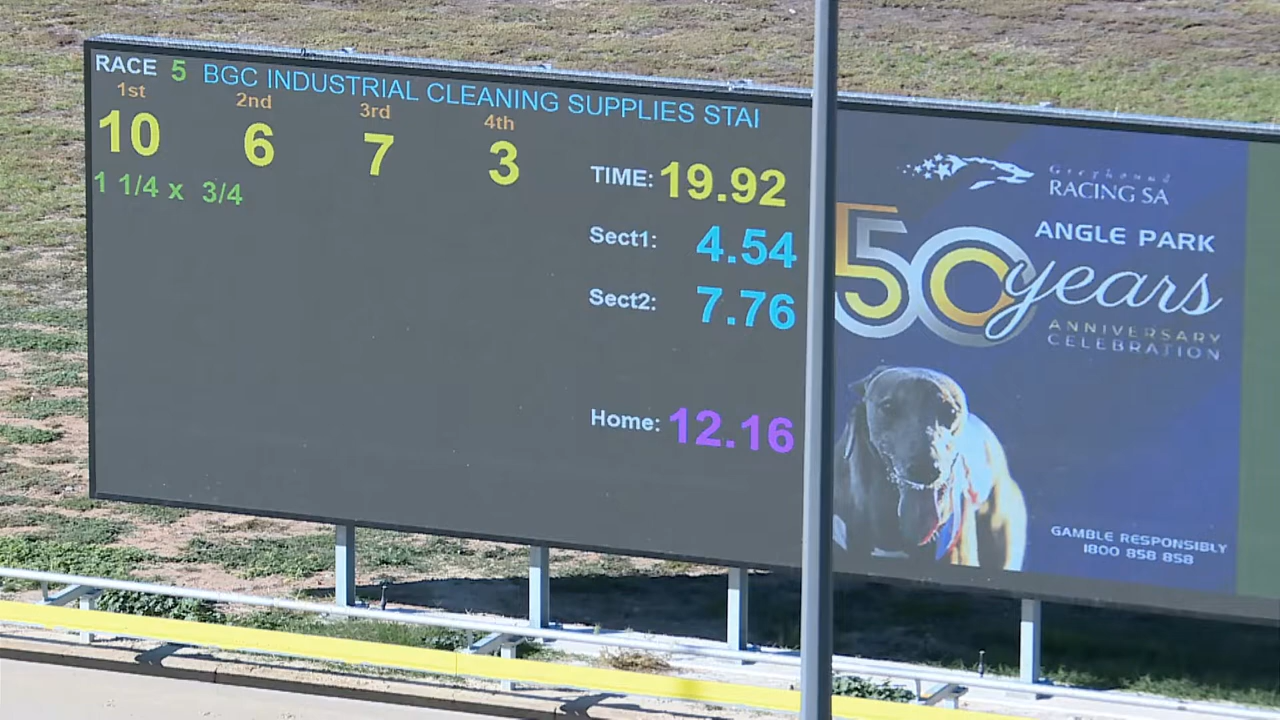 RACE 5 BGC INDUSTRIAL CLEANING SUPPLIES STAI
1st 2nd 3rd 4th
10 6 7 3
1 1/4 x 3/4
TIME: 19.92
Sect1: 4.54
Sect2: 7.76
Home: 12.16
Greyhound
RACING SA
ANGLE PARK
50 years
ANNIVERSARY
CELEBRATION
GAMBLE RESPONSIBLY
1800 858 858